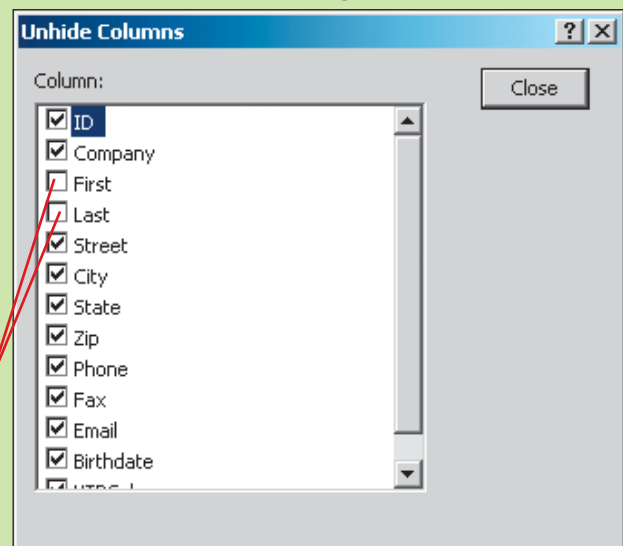 Unhide Columns
Column:
Close
ID
Company
First
Last
Street
City
State
Zip
Phone
Fax
Email
Birthdate